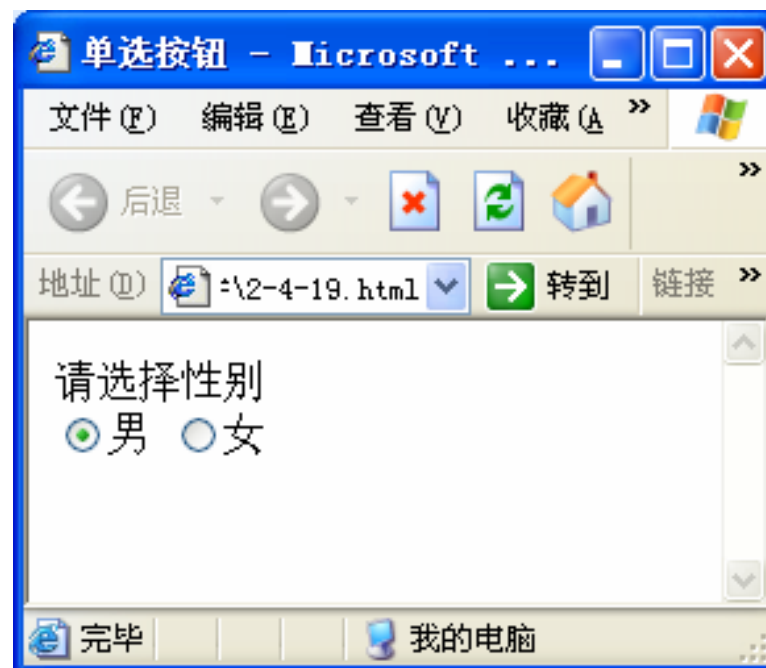 单选按钮 - Microsoft ...
文件(F) 编辑(E) 查看(V) 收藏(A »
后退 »
地址(D) \2-4-19.html 转到 链接 »
请选择性别
男 女
完毕 我的电脑